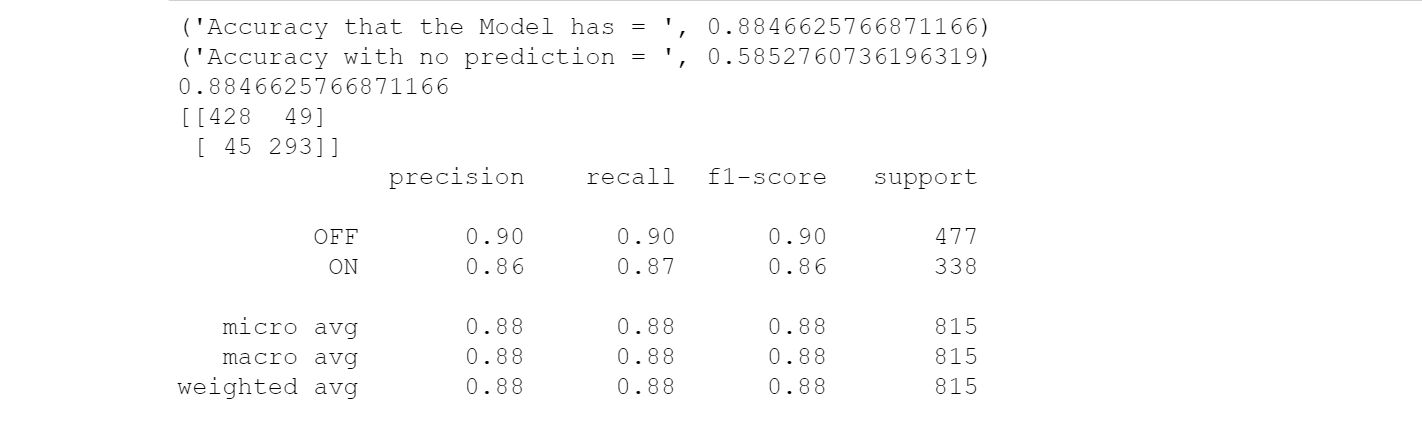 ('Accuracy that the Model has = ', 0.8846625766871166)
('Accuracy with no prediction = ', 0.5852760736196319)
0.8846625766871166
[[428  49]
 [ 45 293]]
              precision    recall  f1-score   support

         OFF       0.90      0.90      0.90       477
          ON       0.86      0.87      0.86       338

   micro avg       0.88      0.88      0.88       815
   macro avg       0.88      0.88      0.88       815
weighted avg       0.88      0.88      0.88       815